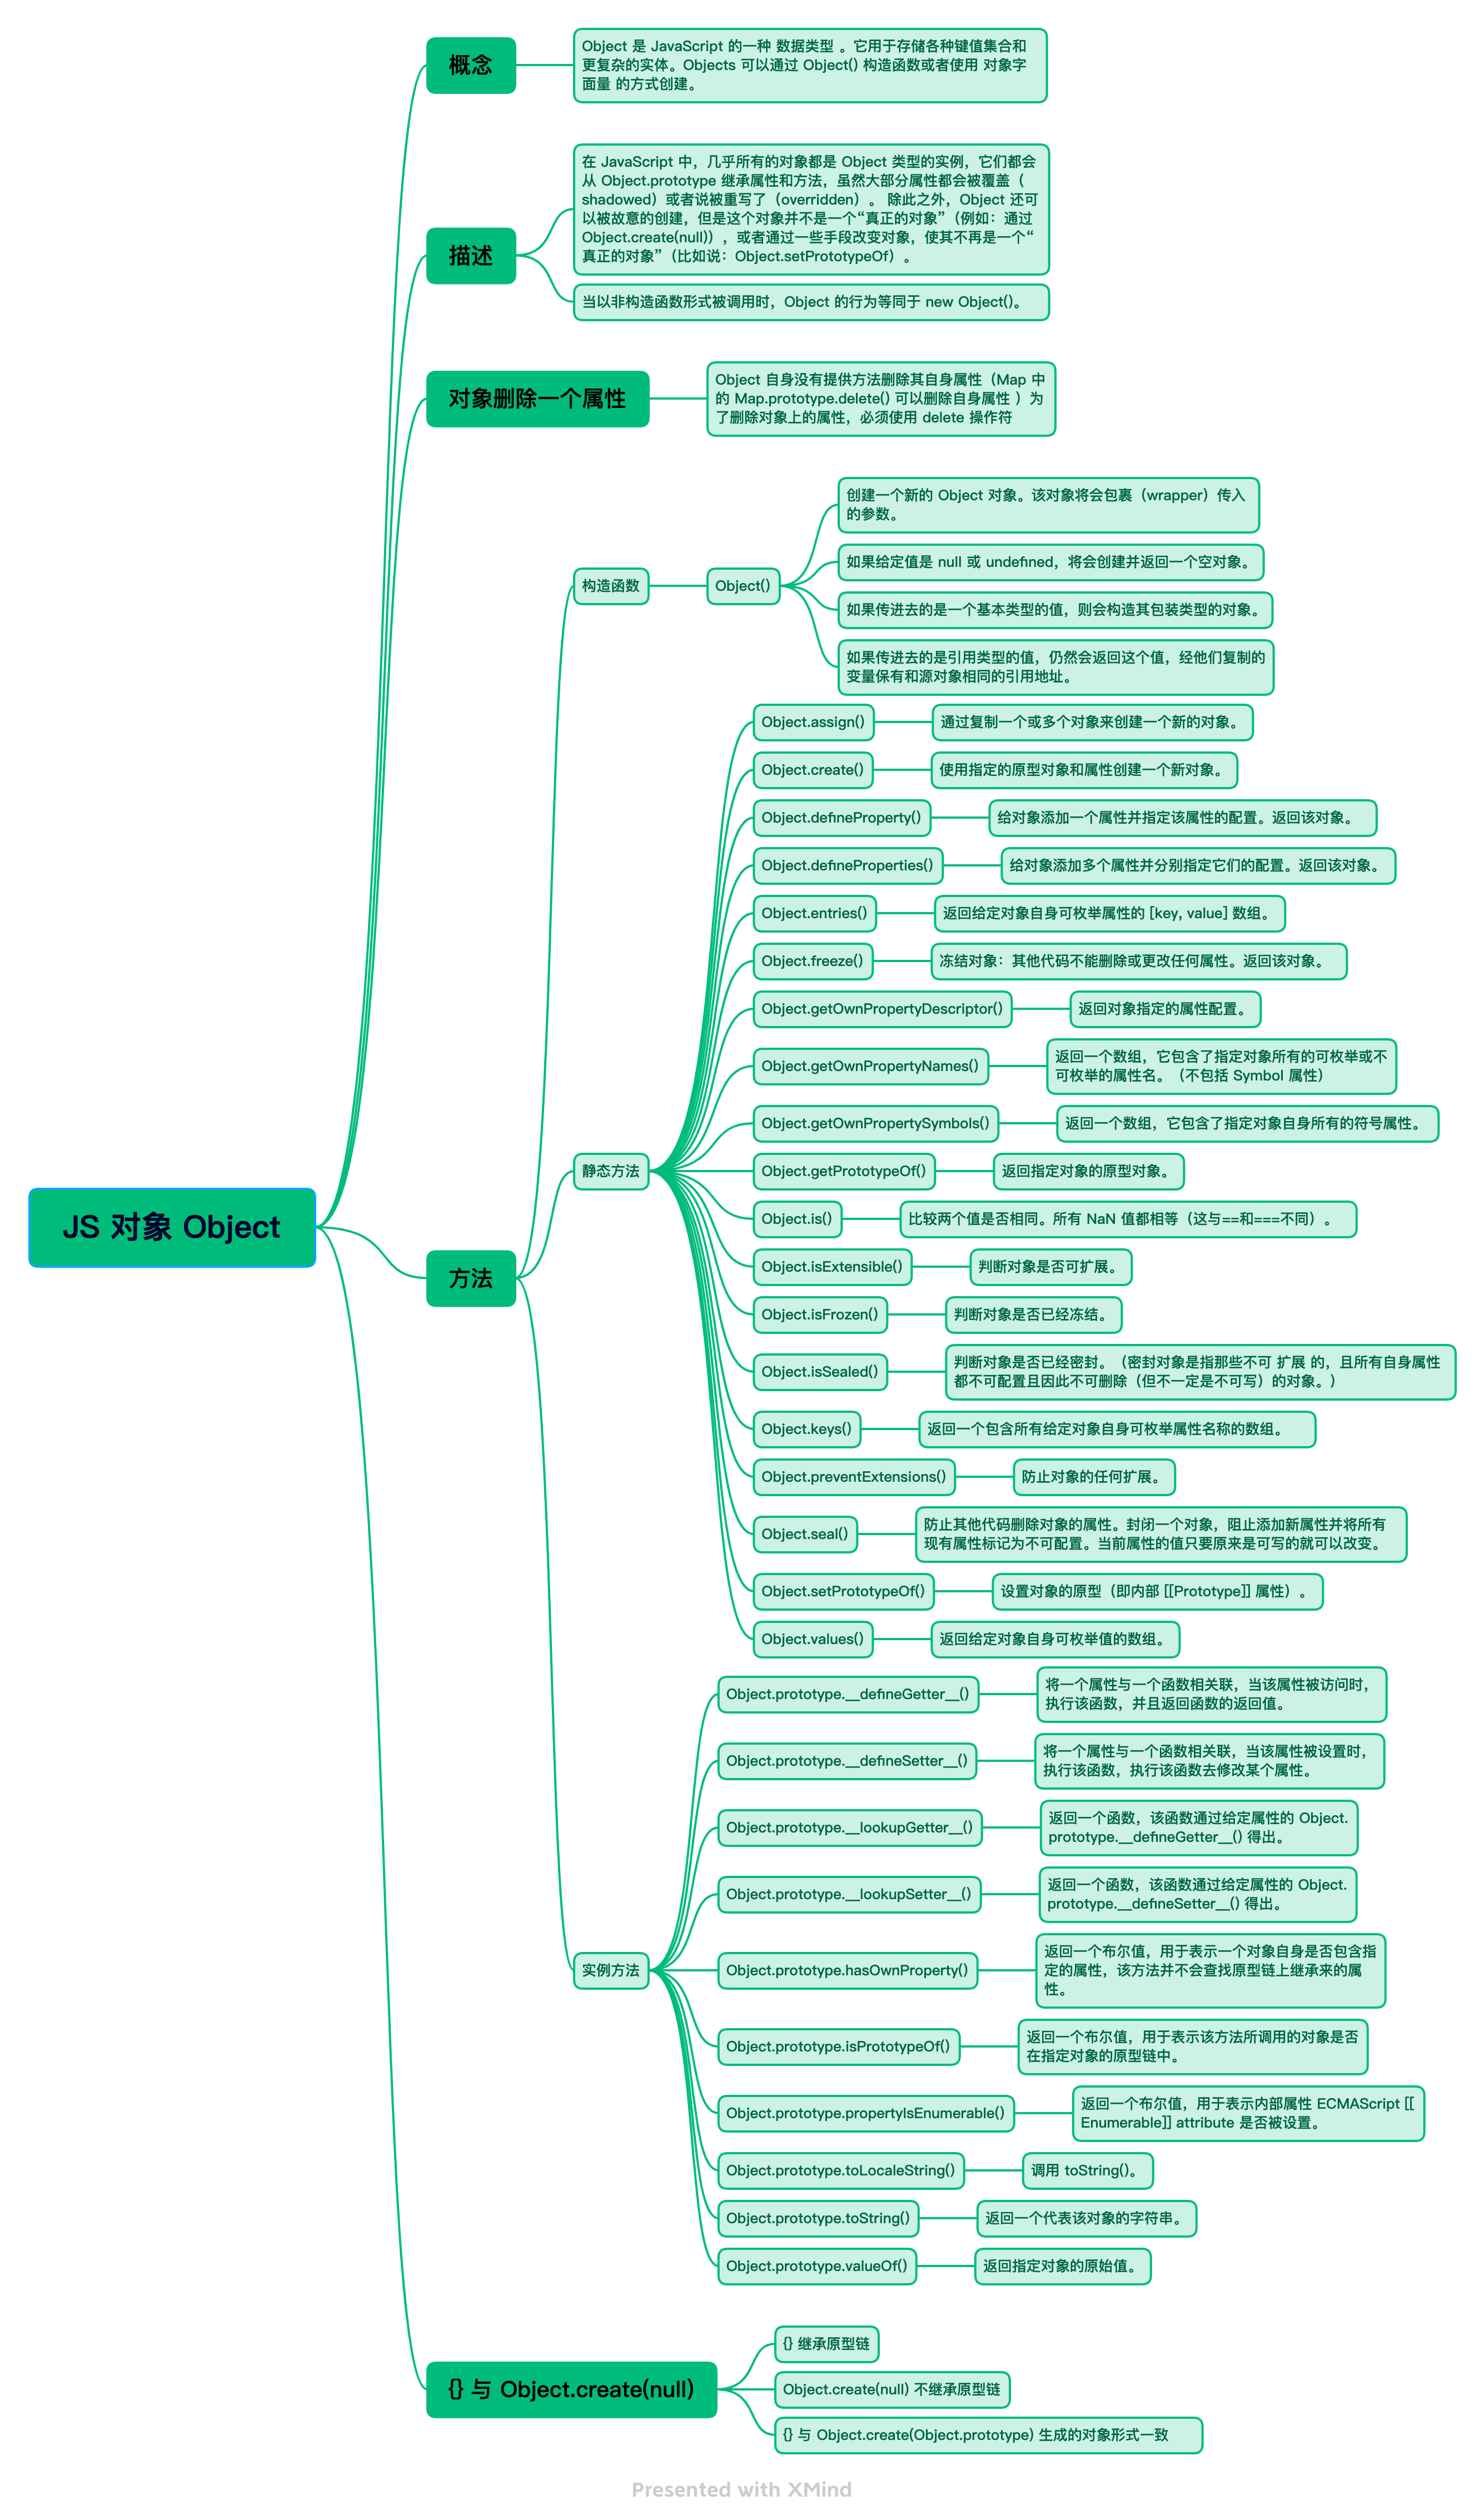 概念
Object 是 JavaScript 的一种 数据类型 。它用于存储各种键值集合和
更复杂的实体。Objects 可以通过 Object() 构造函数或者使用 对象字
面量 的方式创建。
描述
在 JavaScript 中，几乎所有的对象都是 Object 类型的实例，它们都会
从 Object.prototype 继承属性和方法，虽然大部分属性都会被覆盖（
shadowed）或者说被重写了（overridden）。 除此之外，Object 还可
以被故意的创建，但是这个对象并不是一个“真正的对象”（例如：通过
Object.create(null)），或者通过一些手段改变对象，使其不再是一个“
真正的对象”（比如说：Object.setPrototypeOf）。
当以非构造函数形式被调用时，Object 的行为等同于 new Object()。
对象删除一个属性
Object 自身没有提供方法删除其自身属性（Map 中
的 Map.prototype.delete() 可以删除自身属性 ）为
了删除对象上的属性，必须使用 delete 操作符
JS 对象 Object
方法
构造函数
Object()
创建一个新的 Object 对象。该对象将会包裹（wrapper）传入
的参数。
如果给定值是 null 或 undefined，将会创建并返回一个空对象。
如果传进去的是一个基本类型的值，则会构造其包装类型的对象。
如果传进去的是引用类型的值，仍然会返回这个值，经他们复制的
变量保有和源对象相同的引用地址。
静态方法
Object.assign()
通过复制一个或多个对象来创建一个新的对象。
Object.create()
使用指定的原型对象和属性创建一个新对象。
Object.defineProperty()
给对象添加一个属性并指定该属性的配置。返回该对象。
Object.defineProperties()
给对象添加多个属性并分别指定它们的配置。返回该对象。
Object.entries()
返回给定对象自身可枚举属性的 [key, value] 数组。
Object.freeze()
冻结对象：其他代码不能删除或更改任何属性。返回该对象。
Object.getOwnPropertyDescriptor()
返回对象指定的属性配置。
Object.getOwnPropertyNames()
返回一个数组，它包含了指定对象所有的可枚举或不
可枚举的属性名。（不包括 Symbol 属性）
Object.getOwnPropertySymbols()
返回一个数组，它包含了指定对象自身所有的符号属性。
Object.getPrototypeOf()
返回指定对象的原型对象。
Object.is()
比较两个值是否相同。所有 NaN 值都相等（这与==和===不同）。
Object.isExtensible()
判断对象是否可扩展。
Object.isFrozen()
判断对象是否已经冻结。
Object.isSealed()
判断对象是否已经密封。（密封对象是指那些不可 扩展 的，且所有自身属性
都不可配置且因此不可删除（但不一定是不可写）的对象。）
Object.keys()
返回一个包含所有给定对象自身可枚举属性名称的数组。
Object.preventExtensions()
防止对象的任何扩展。
Object.seal()
防止其他代码删除对象的属性。封闭一个对象，阻止添加新属性并将所有
现有属性标记为不可配置。当前属性的值只要原来是可写的就可以改变。
Object.setPrototypeOf()
设置对象的原型（即内部 [[Prototype]] 属性）。
Object.values()
返回给定对象自身可枚举值的数组。
实例方法
Object.prototype.__defineGetter__()
将一个属性与一个函数相关联，当该属性被访问时，
执行该函数，并且返回函数的返回值。
Object.prototype.__defineSetter__()
将一个属性与一个函数相关联，当该属性被设置时，
执行该函数，执行该函数去修改某个属性。
Object.prototype.__lookupGetter__()
返回一个函数，该函数通过给定属性的 Object.
prototype.__defineGetter__() 得出。
Object.prototype.__lookupSetter__()
返回一个函数，该函数通过给定属性的 Object.
prototype.__defineSetter__() 得出。
Object.prototype.hasOwnProperty()
返回一个布尔值，用于表示一个对象自身是否包含指
定的属性，该方法并不会查找原型链上继承来的属
性。
Object.prototype.isPrototypeOf()
返回一个布尔值，用于表示该方法所调用的对象是否
在指定对象的原型链中。
Object.prototype.propertyIsEnumerable()
返回一个布尔值，用于表示内部属性 ECMAScript [[
Enumerable]] attribute 是否被设置。
Object.prototype.toLocaleString()
调用 toString()。
Object.prototype.toString()
返回一个代表该对象的字符串。
Object.prototype.valueOf()
返回指定对象的原始值。
{} 与 Object.create(null)
{} 继承原型链
Object.create(null) 不继承原型链
{} 与 Object.create(Object.prototype) 生成的对象形式一致
Presented with XMind